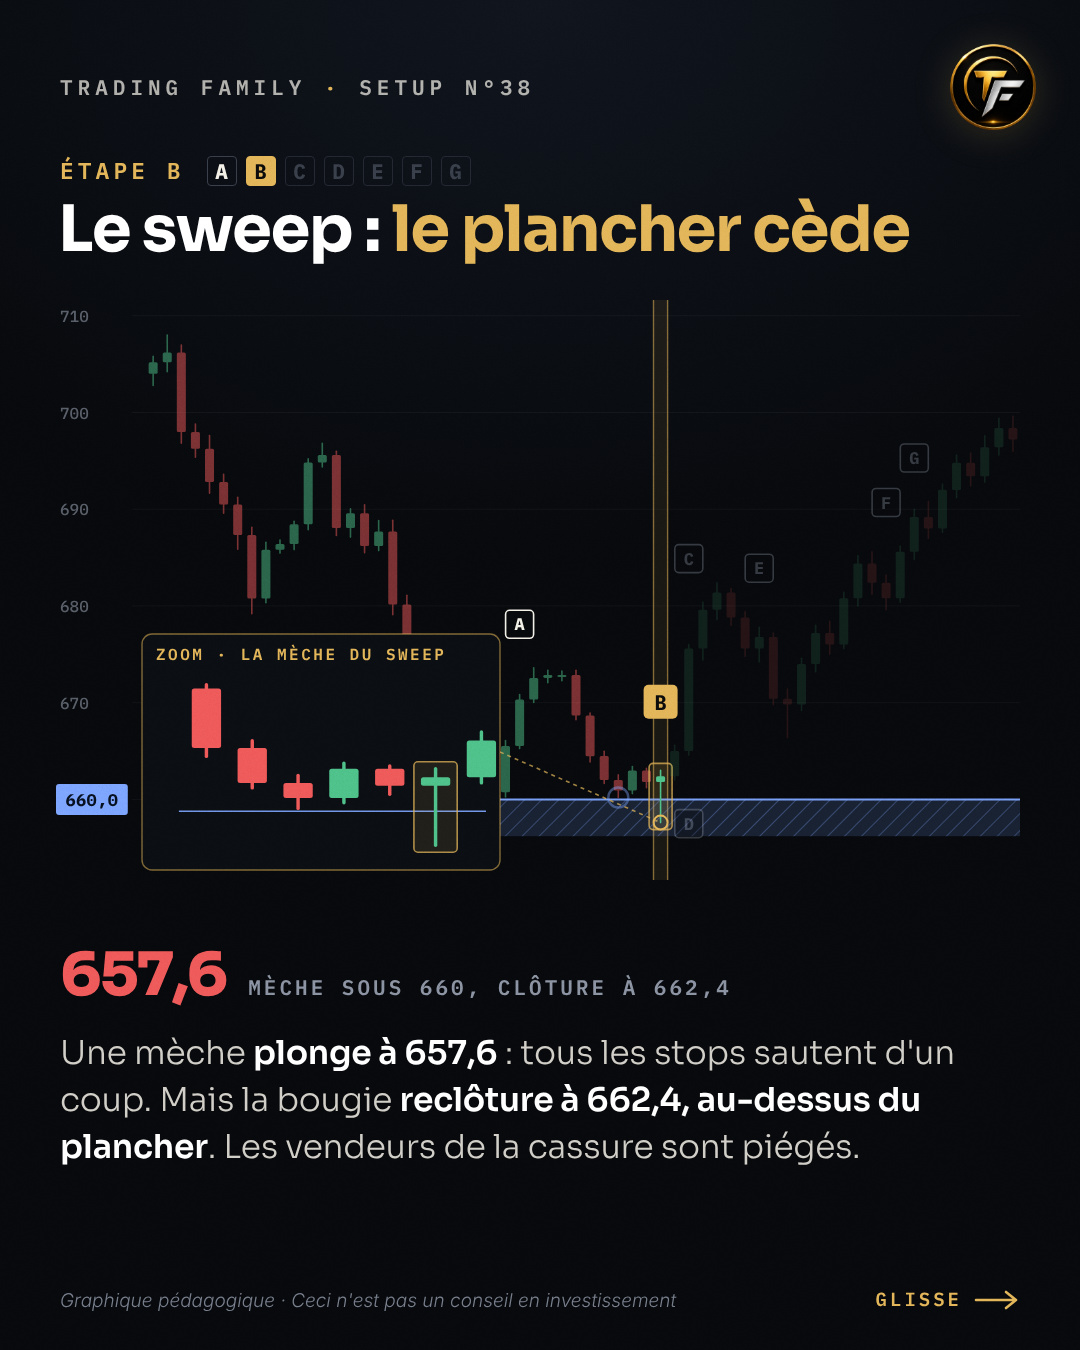 TRADING FAMILY · SETUP N°38
TF
ÉTAPE B A B C D E F G
Le sweep : le plancher cède
710
700
690
680
670
660,0
G
F
C
E
A
B
D
ZOOM · LA MÈCHE DU SWEEP
657,6 MÈCHE SOUS 660, CLÔTURE À 662,4
Une mèche plonge à 657,6 : tous les stops sautent d'un
coup. Mais la bougie reclôture à 662,4, au-dessus du
plancher. Les vendeurs de la cassure sont piégés.
Graphique pédagogique · Ceci n'est pas un conseil en investissement
GLISSE →